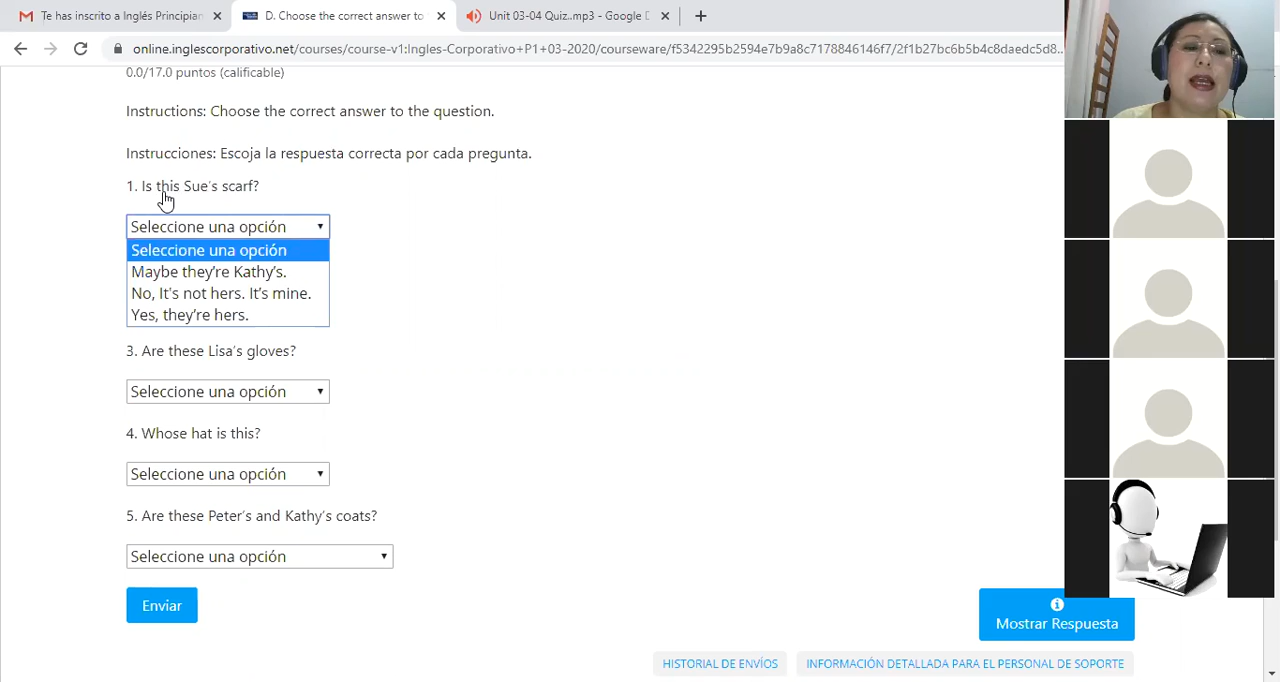 Te has inscrito a Inglés Principian
D. Choose the correct answer to
Unit 03-04 Quiz..mp3 - Google D
online.inglescorporativo.net/courses/course-v1:Ingles-Corporativo+P1+03-2020/courseware/f5342295b2594e7b9a8c7178846146f7/2f1b27bc6b5b4c8daedc5d8...
0.0/17.0 puntos (calificable)
Instructions: Choose the correct answer to the question.
Instrucciones: Escoja la respuesta correcta por cada pregunta.
1. Is this Sue's scarf?
Seleccione una opción
Seleccione una opción
Maybe they're Kathy's.
No, It's not hers. It's mine.
Yes, they're hers.
3. Are these Lisa's gloves?
Seleccione una opción
4. Whose hat is this?
Seleccione una opción
5. Are these Peter's and Kathy's coats?
Seleccione una opción
Enviar
Mostrar Respuesta
HISTORIAL DE ENVÍOS
INFORMACIÓN DETALLADA PARA EL PERSONAL DE SOPORTE